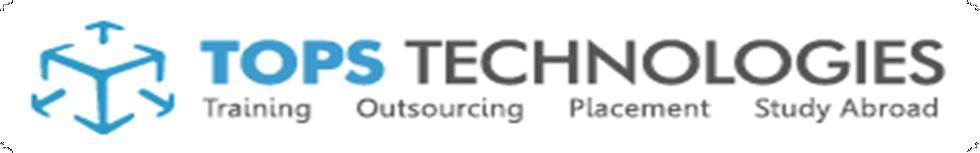 TOPS TECHNOLOGIES
Training Outsourcing Placement Study Abroad